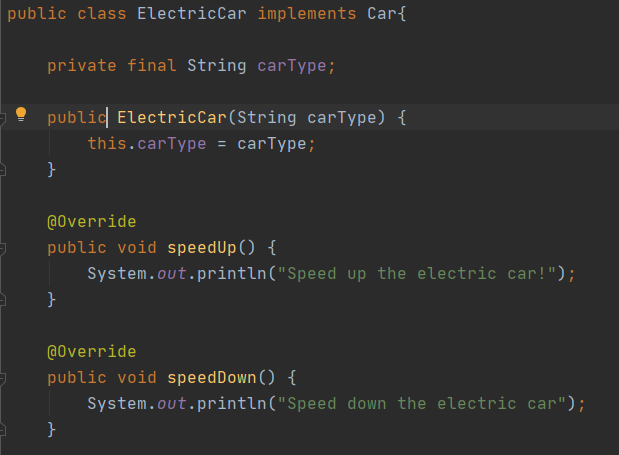 public class ElectricCar implements Car{
private final String carType;
public ElectricCar(String carType) {
this.carType = carType;
}
@Override
public void speedUp() {
System.out.println("Speed up the electric car!");
}
@Override
public void speedDown() {
System.out.println("Speed down the electric car");
}